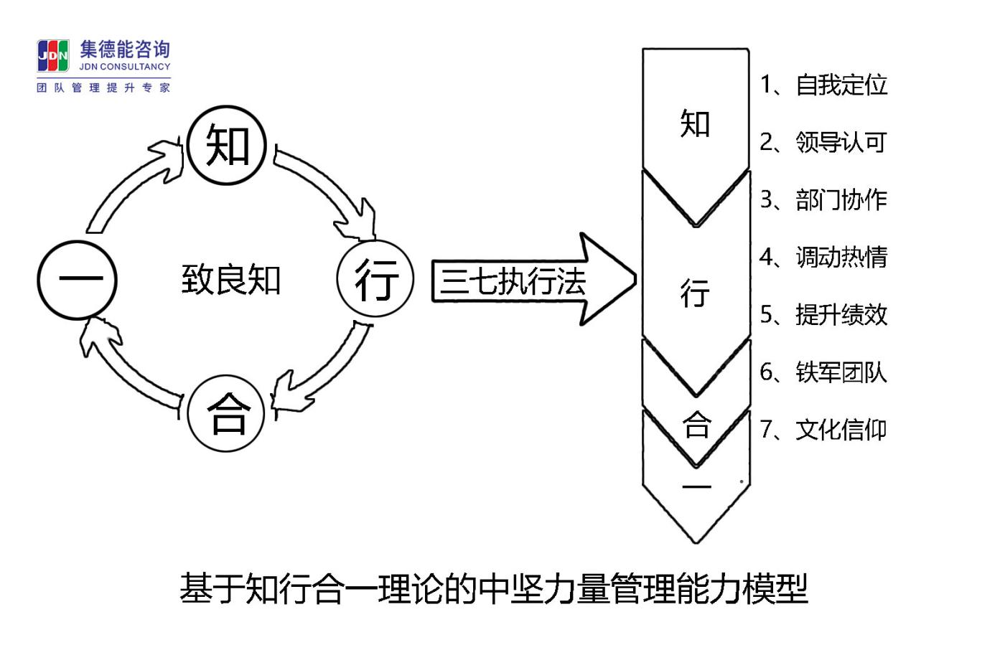 JDN
集德能咨询
JDN CONSULTANCY
团队管理提升专家
知
一
致良知
行
合
三七执行法
知
行
合
一
1、自我定位
2、领导认可
3、部门协作
4、调动热情
5、提升绩效
6、铁军团队
7、文化信仰
基于知行合一理论的中坚力量管理能力模型